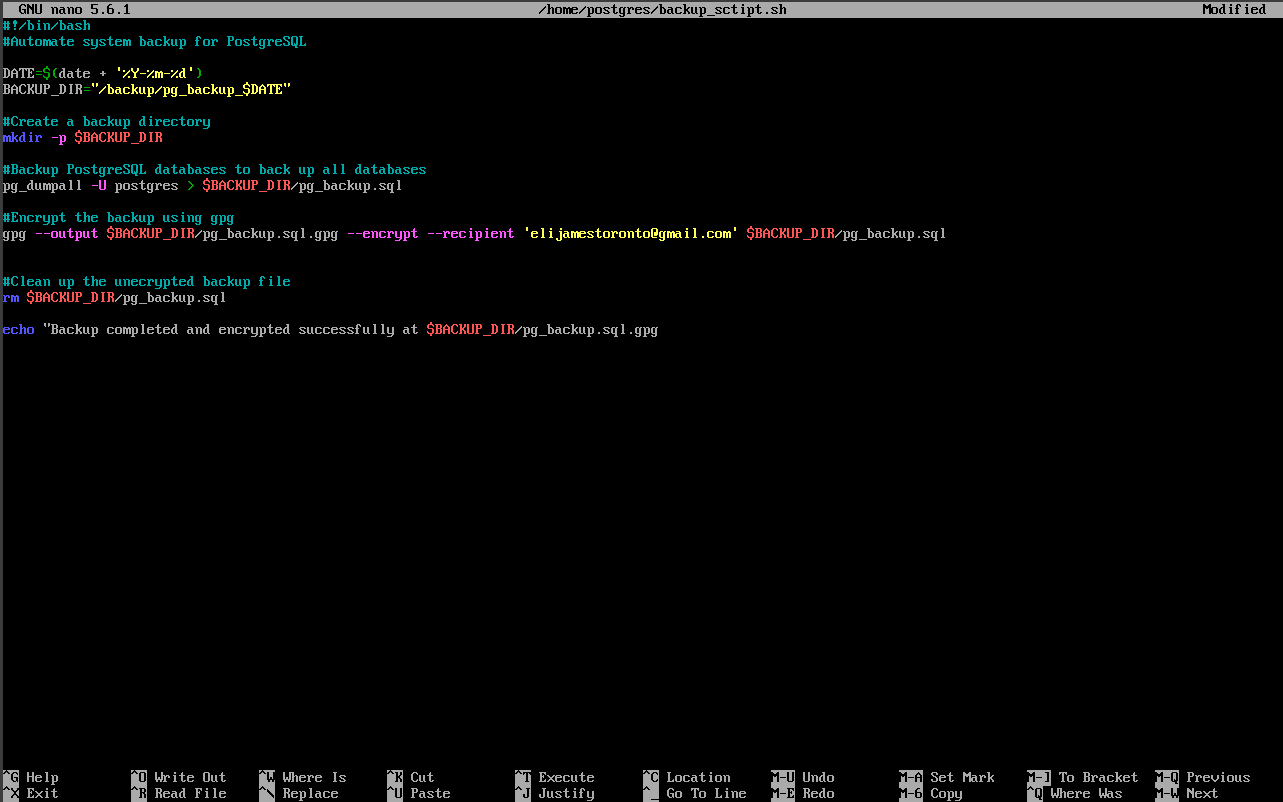 GNU nano 5.6.1 /home/postgres/backup_sctipt.sh Modified
#!/bin/bash
#Automate system backup for PostgreSQL
DATE=$(date + '%Y-%m-%d')
BACKUP_DIR="/backup/pg_backup_$DATE"
#Create a backup directory
mkdir -p $BACKUP_DIR
#Backup PostgreSQL databases to back up all databases
pg_dumpall -U postgres > $BACKUP_DIR/pg_backup.sql
#Encrypt the backup using gpg
gpg --output $BACKUP_DIR/pg_backup.sql.gpg --encrypt --recipient 'elijamestoronto@gmail.com' $BACKUP_DIR/pg_backup.sql
#Clean up the unecrypted backup file
rm $BACKUP_DIR/pg_backup.sql
echo "Backup completed and encrypted successfully at $BACKUP_DIR/pg_backup.sql.gpg
^G Help ^O Write Out ^W Where Is ^K Cut ^T Execute ^C Location M-U Undo M-A Set Mark M-] To Bracket M-Q Previous
^X Exit ^R Read File ^\ Replace ^U Paste ^J Justify ^_ Go To Line M-E Redo M-6 Copy ^Q Where Was M-W Next